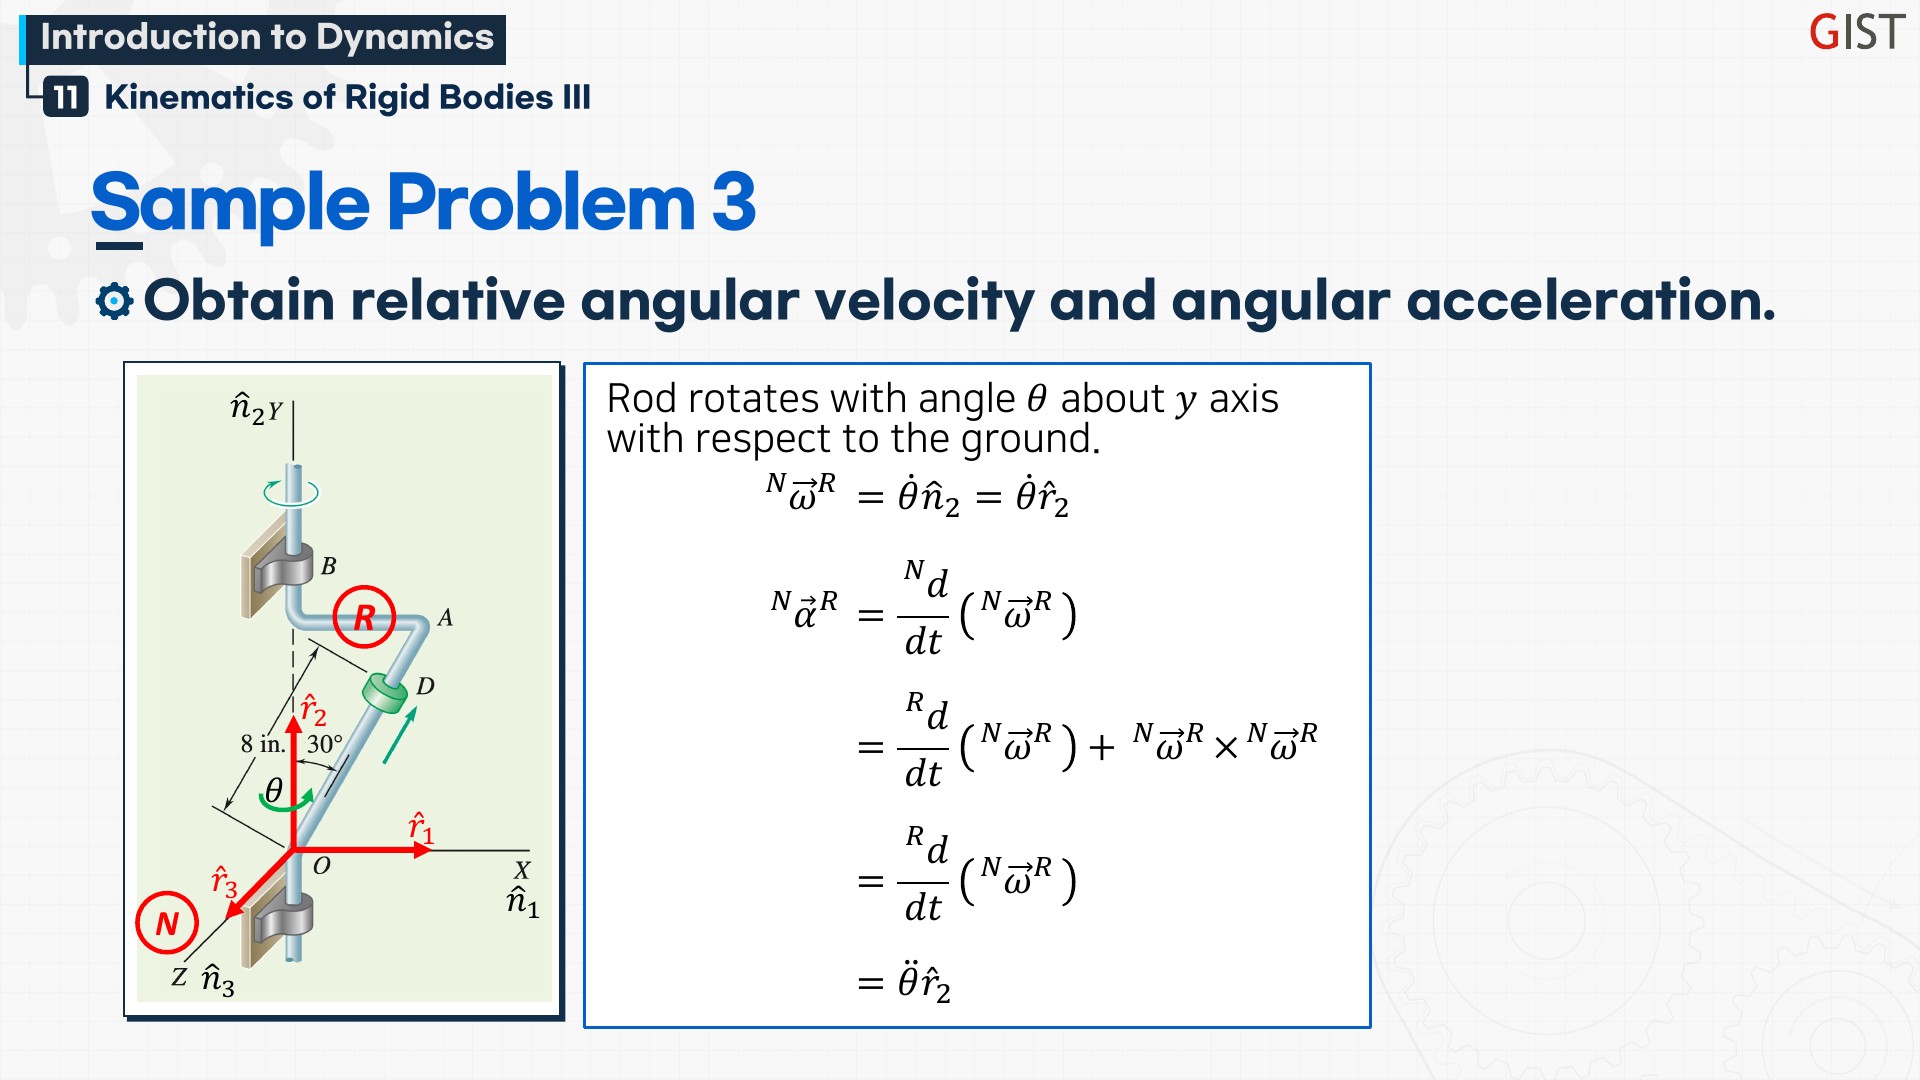 Introduction to Dynamics
GIST
11 Kinematics of Rigid Bodies III
Sample Problem 3
Obtain relative angular velocity and angular acceleration.
n̂₂ Y
B
R
A
D
r̂₂
8 in. 30°
θ
r̂₁
O
X
r̂₃
n̂₁
N
Z n̂₃
Rod rotates with angle θ about y axis
with respect to the ground.
ᴺω⃗ᴿ = θ̇n̂₂ = θ̇r̂₂
ᴺα⃗ᴿ = ᴺd/dt (ᴺω⃗ᴿ)
= ᴿd/dt (ᴺω⃗ᴿ) + ᴺω⃗ᴿ × ᴺω⃗ᴿ
= ᴿd/dt (ᴺω⃗ᴿ)
= θ̈r̂₂